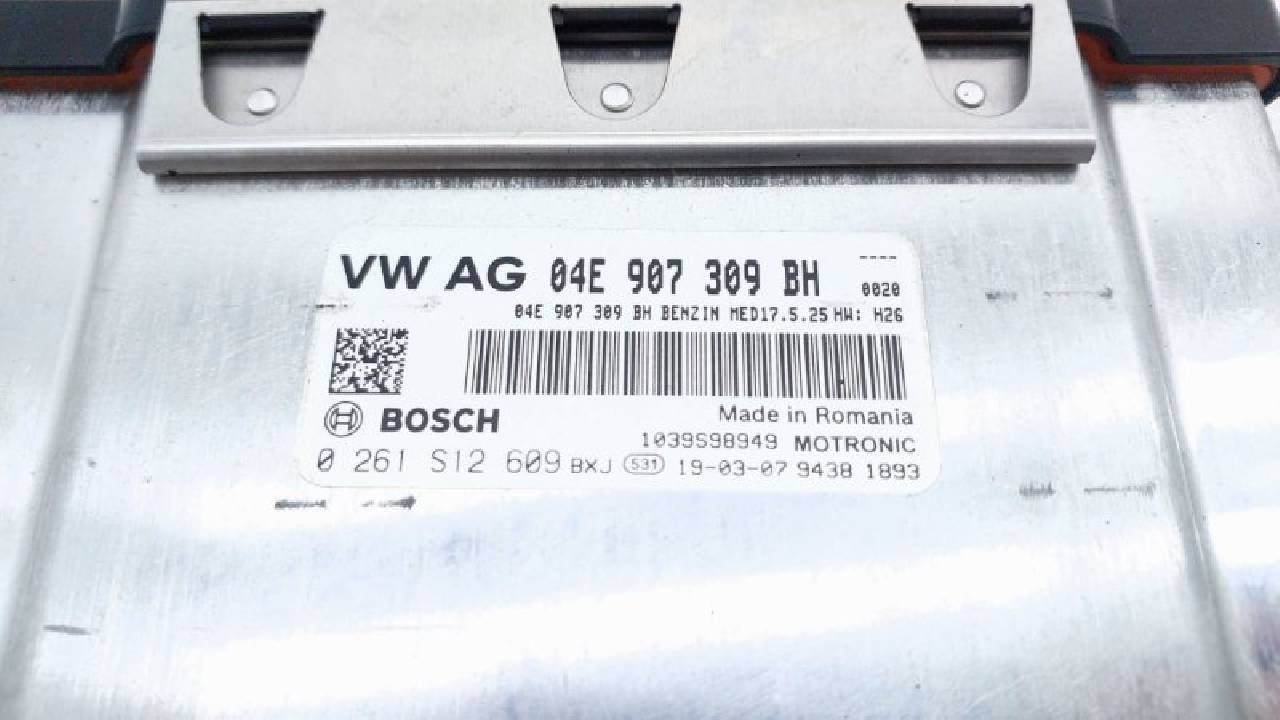 VW AG 04E 907 309 BH ----
0020
04E 907 309 BH BENZIN MED17.5.25 HW: H26
BOSCH
Made in Romania
1039S98949 MOTRONIC
0 261 S12 609 BXJ 531 19-03-07 9438 1893